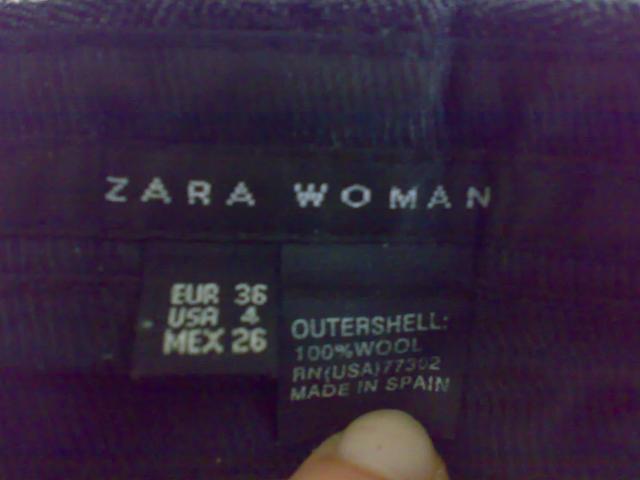 ZARA WOMAN
EUR 36
USA 4
MEX 26
OUTERSHELL:
100%WOOL
RN(USA)77302
MADE IN SPAIN